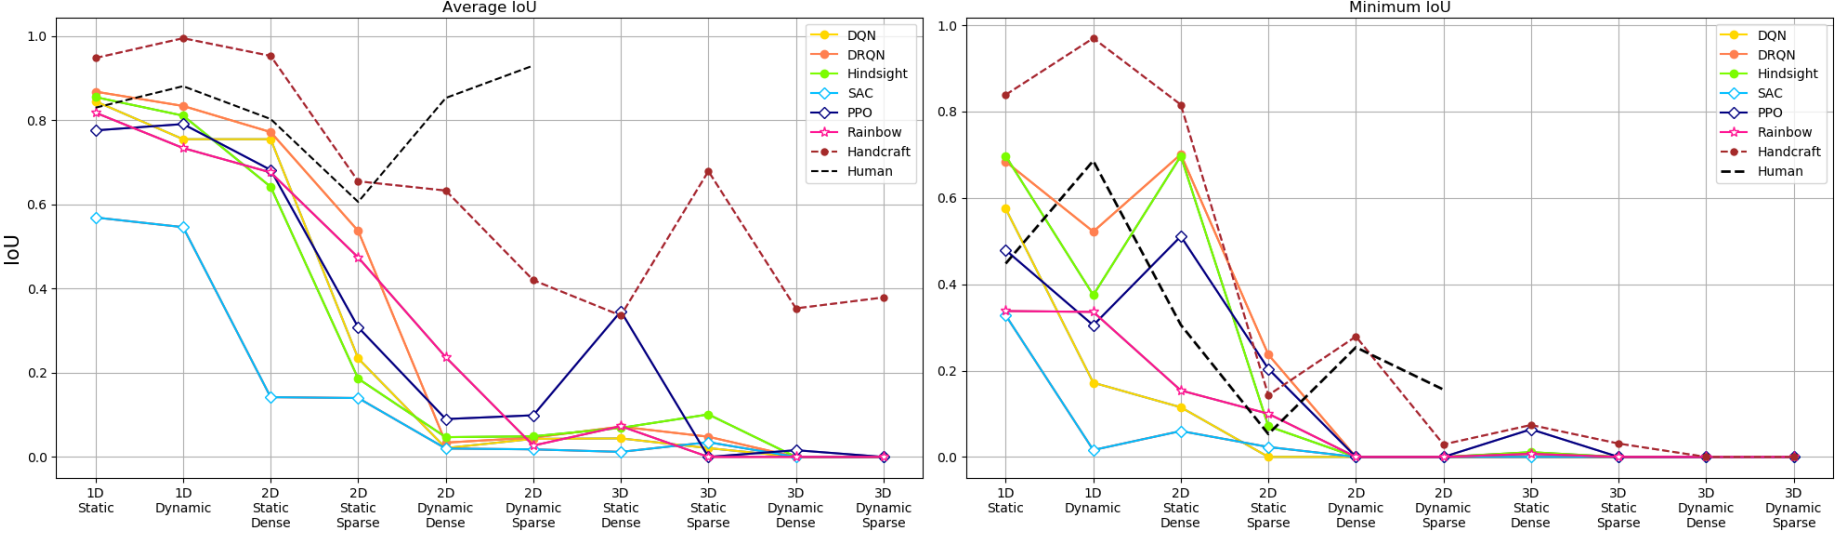 Average IoU
IoU
1.0
0.8
0.6
0.4
0.2
0.0
DQN
DRQN
Hindsight
SAC
PPO
Rainbow
Handcraft
Human
1D
Static
1D
Dynamic
2D
Static
Dense
2D
Static
Sparse
2D
Dynamic
Dense
2D
Dynamic
Sparse
3D
Static
Dense
3D
Static
Sparse
3D
Dynamic
Dense
3D
Dynamic
Sparse
Minimum IoU
1.0
0.8
0.6
0.4
0.2
0.0
DQN
DRQN
Hindsight
SAC
PPO
Rainbow
Handcraft
Human
1D
Static
1D
Dynamic
2D
Static
Dense
2D
Static
Sparse
2D
Dynamic
Dense
2D
Dynamic
Sparse
3D
Static
Dense
3D
Static
Sparse
3D
Dynamic
Dense
3D
Dynamic
Sparse